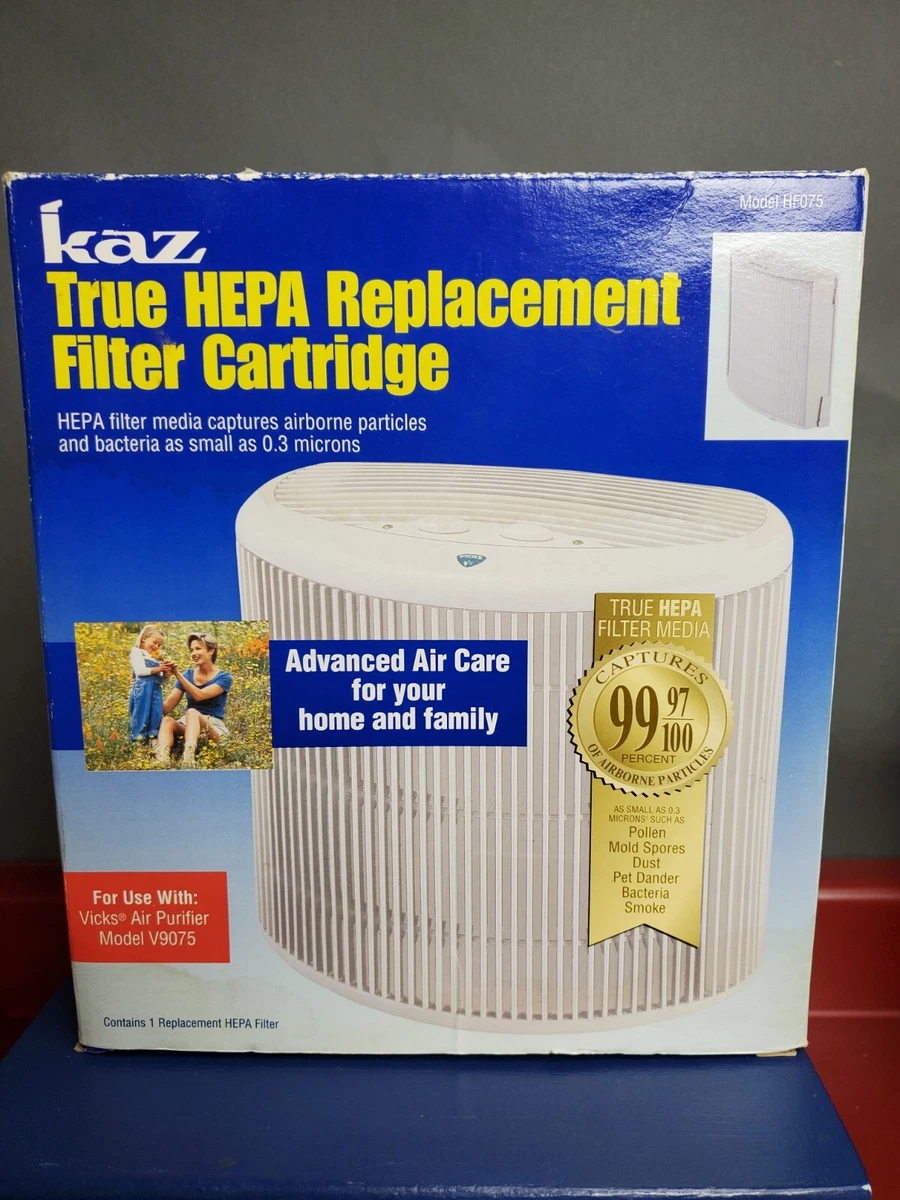 kaz
Model HF075
True HEPA Replacement
Filter Cartridge
HEPA filter media captures airborne particles
and bacteria as small as 0.3 microns
VICKS
TRUE HEPA
FILTER MEDIA
CAPTURES
99 97/100
PERCENT
OF AIRBORNE PARTICLES
AS SMALL AS 0.3
MICRONS' SUCH AS
Pollen
Mold Spores
Dust
Pet Dander
Bacteria
Smoke
Advanced Air Care
for your
home and family
For Use With:
Vicks® Air Purifier
Model V9075
Contains 1 Replacement HEPA Filter